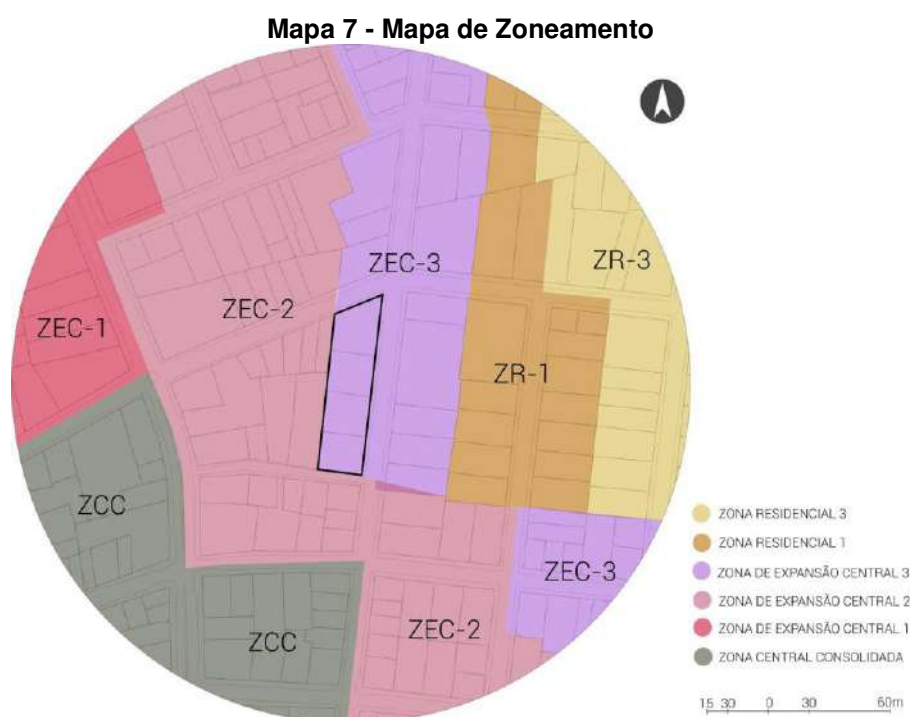 Mapa 7 - Mapa de Zoneamento
ZEC-3
ZR-3
ZEC-2
ZEC-1
ZR-1
ZCC
ZEC-3
ZCC
ZEC-2
ZONA RESIDENCIAL 3
ZONA RESIDENCIAL 1
ZONA DE EXPANSÃO CENTRAL 3
ZONA DE EXPANSÃO CENTRAL 2
ZONA DE EXPANSÃO CENTRAL 1
ZONA CENTRAL CONSOLIDADA
15 30 0 30 60m